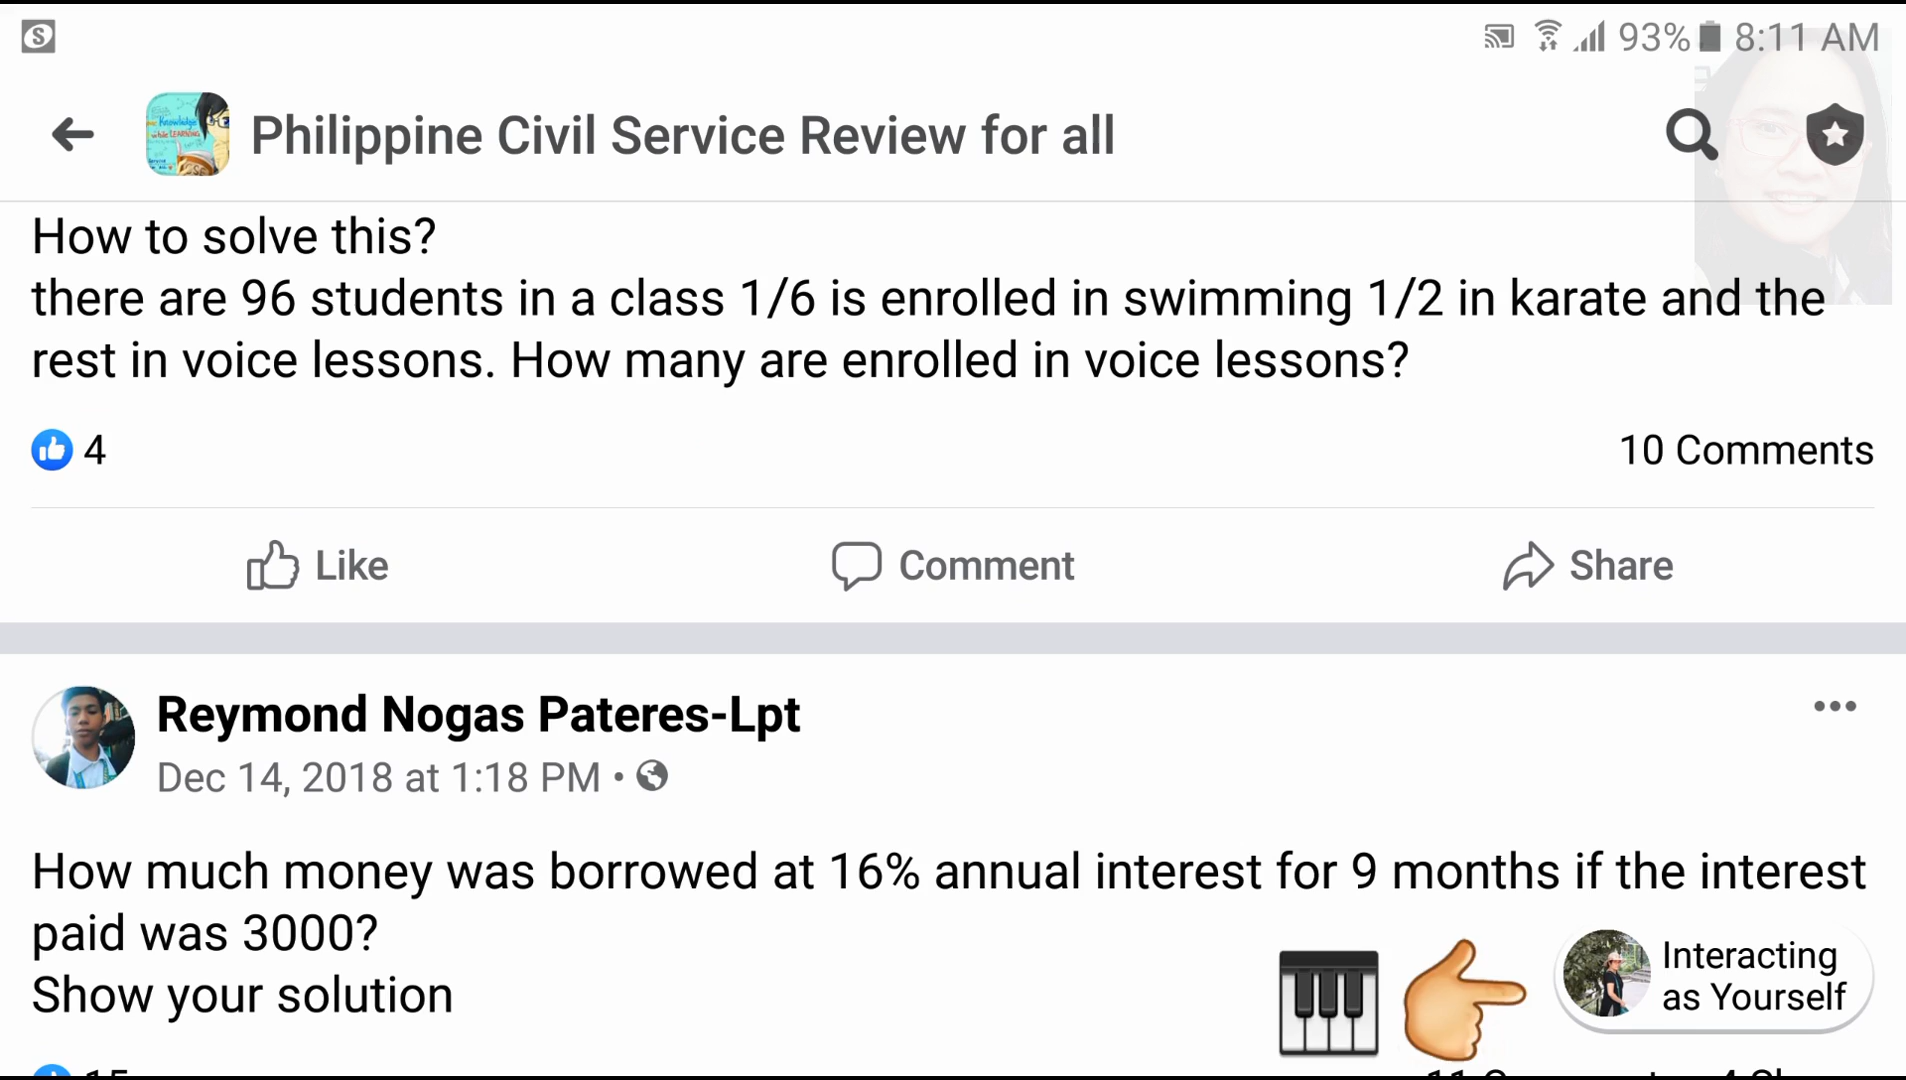 93% 8:11 AM
Philippine Civil Service Review for all
How to solve this?
there are 96 students in a class 1/6 is enrolled in swimming 1/2 in karate and the
rest in voice lessons. How many are enrolled in voice lessons?
4
10 Comments
Like
Comment
Share
Reymond Nogas Pateres-Lpt
Dec 14, 2018 at 1:18 PM
How much money was borrowed at 16% annual interest for 9 months if the interest
paid was 3000?
Show your solution
Interacting
as Yourself